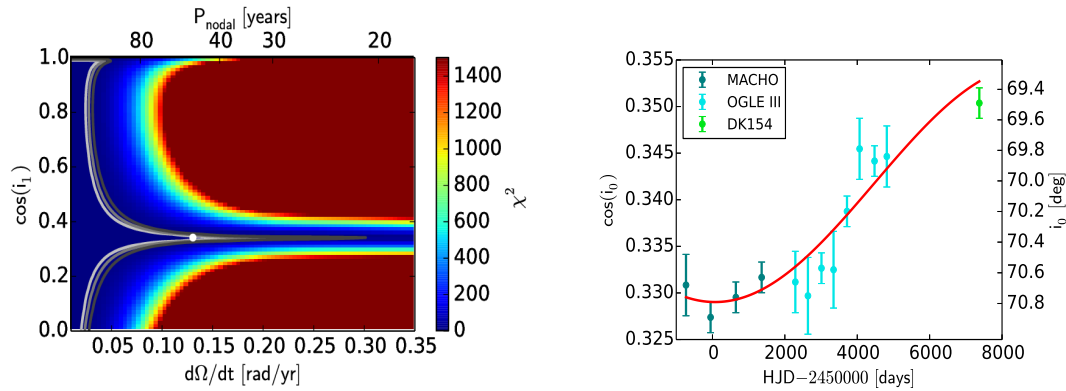 P_nodal [years]
80 40 30 20
1.0
0.8
0.6
0.4
0.2
0.0
cos(i_1)
0.05 0.10 0.15 0.20 0.25 0.30 0.35
dΩ/dt [rad/yr]
1400
1200
1000
800
600
400
200
0
χ²
MACHO
OGLE III
DK154
0.355
0.350
0.345
0.340
0.335
0.330
0.325
cos(i_0)
0 2000 4000 6000 8000
HJD−2450000 [days]
69.4
69.6
69.8
70.0
70.2
70.4
70.6
70.8
i_0 [deg]